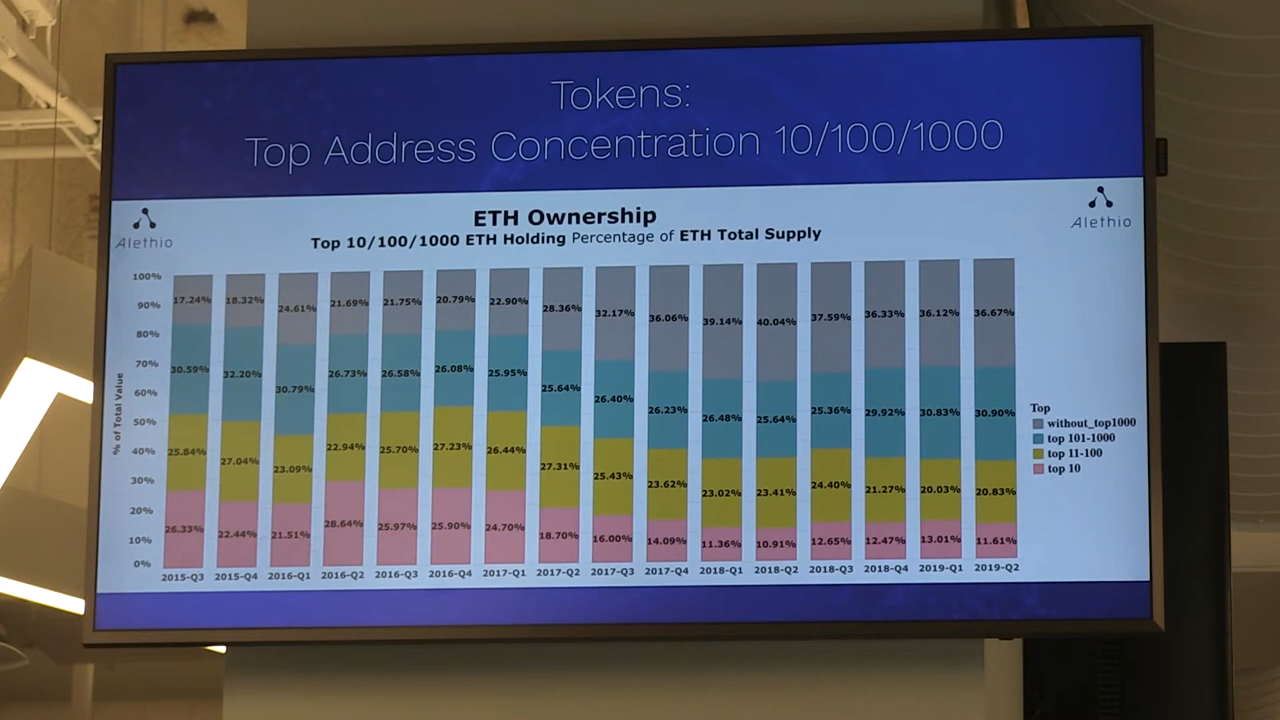 Tokens:
Top Address Concentration 10/100/1000
Alethio
ETH Ownership
Top 10/100/1000 ETH Holding Percentage of ETH Total Supply
Alethio
% of Total Value
100%
90%
80%
70%
60%
50%
40%
30%
20%
10%
0%
17.24% 18.32% 24.61% 21.69% 21.75% 20.79% 22.90% 28.36% 32.17% 36.06% 39.14% 40.04% 37.59% 36.33% 36.12% 36.67%
30.59% 32.20% 30.79% 26.73% 26.58% 26.08% 25.95% 25.64% 26.40% 26.23% 26.48% 25.64% 25.36% 29.92% 30.83% 30.90%
25.84% 27.04% 23.09% 22.94% 25.70% 27.23% 26.44% 27.31% 25.43% 23.62% 23.02% 23.41% 24.40% 21.27% 20.03% 20.83%
26.33% 22.44% 21.51% 28.64% 25.97% 25.90% 24.70% 18.70% 16.00% 14.09% 11.36% 10.91% 12.65% 12.47% 13.01% 11.61%
2015-Q3 2015-Q4 2016-Q1 2016-Q2 2016-Q3 2016-Q4 2017-Q1 2017-Q2 2017-Q3 2017-Q4 2018-Q1 2018-Q2 2018-Q3 2018-Q4 2019-Q1 2019-Q2
Top
without_top1000
top 101-1000
top 11-100
top 10